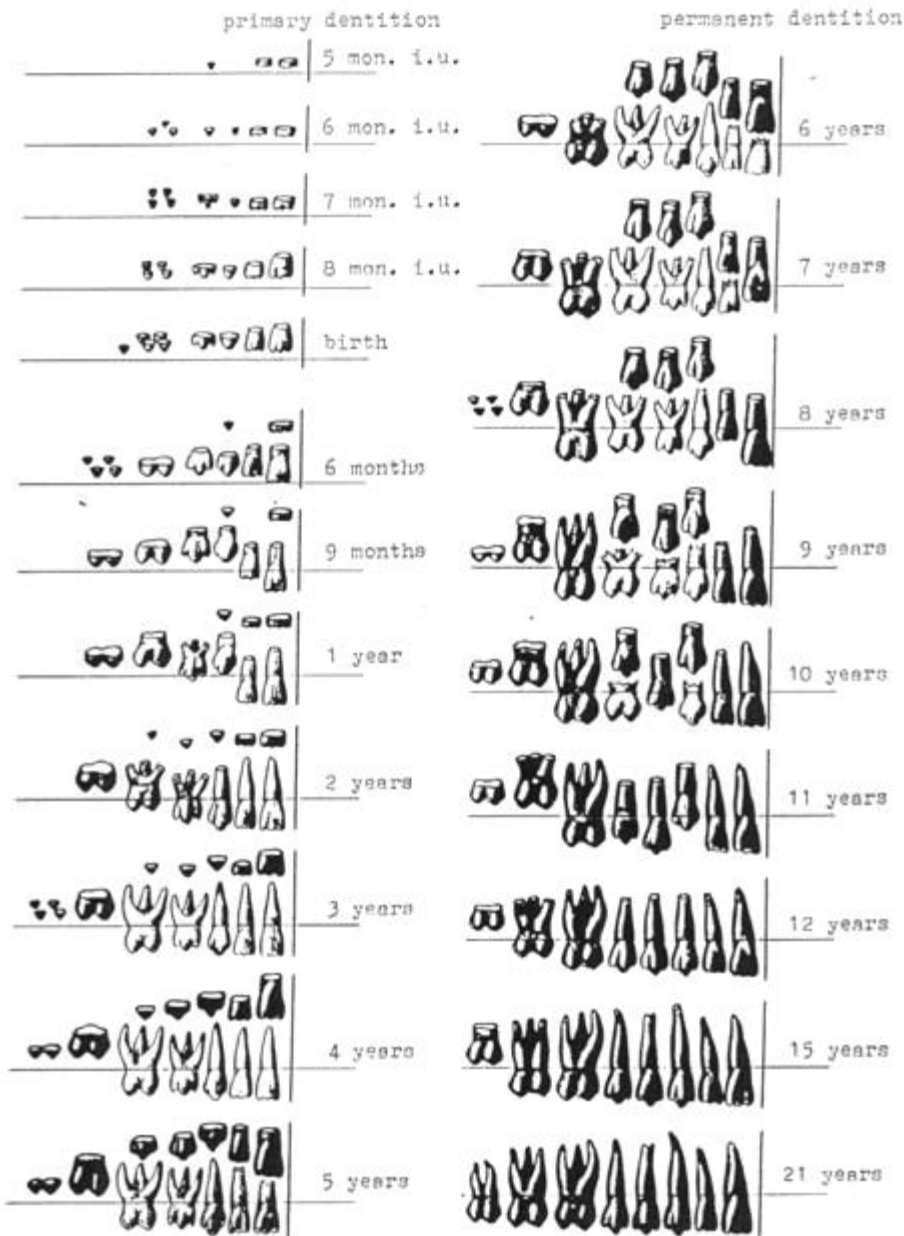 primary dentition
5 mon. i.u.
6 mon. i.u.
7 mon. i.u.
8 mon. i.u.
birth
6 months
9 months
1 year
2 years
3 years
4 years
5 years
permanent dentition
6 years
7 years
8 years
9 years
10 years
11 years
12 years
15 years
21 years